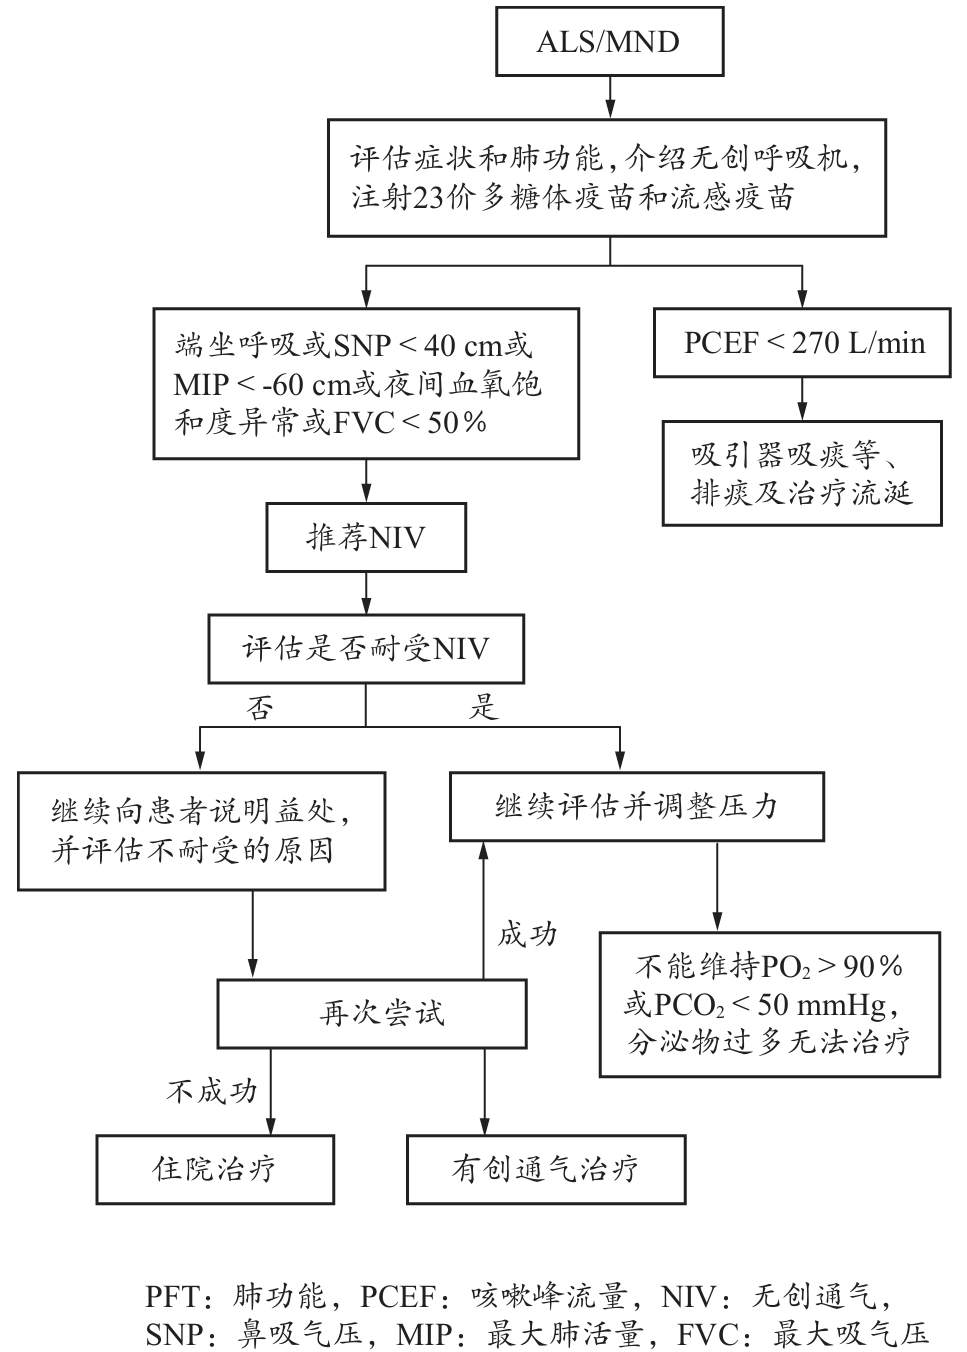 ALS/MND
评估症状和肺功能，介绍无创呼吸机，
注射23价多糖体疫苗和流感疫苗
端坐呼吸或SNP < 40 cm或
MIP < -60 cm或夜间血氧饱
和度异常或FVC < 50%
PCEF < 270 L/min
吸引器吸痰等、
排痰及治疗流涎
推荐NIV
评估是否耐受NIV
否
是
继续向患者说明益处，
并评估不耐受的原因
继续评估并调整压力
成功
不能维持PO₂ > 90%
或PCO₂ < 50 mmHg，
分泌物过多无法治疗
再次尝试
不成功
住院治疗
有创通气治疗
PFT：肺功能，PCEF：咳嗽峰流量，NIV：无创通气，
SNP：鼻吸气压，MIP：最大肺活量，FVC：最大吸气压